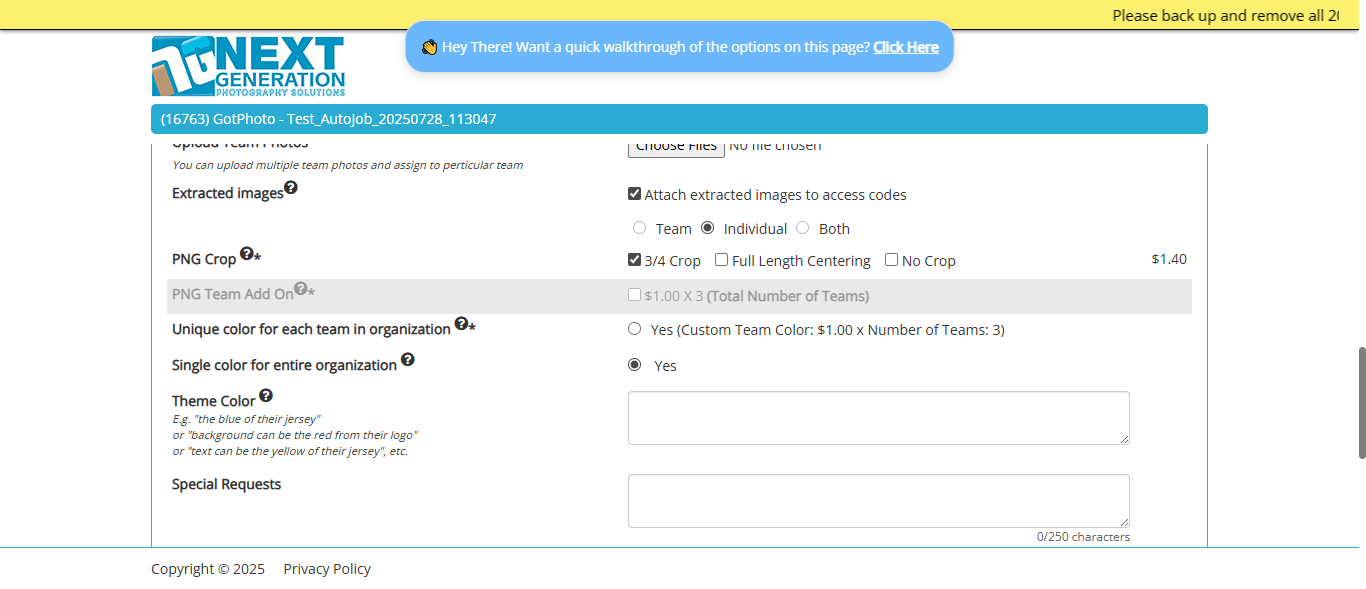 Please back up and remove all 20
👋 Hey There! Want a quick walkthrough of the options on this page? Click Here
NEXT
GENERATION
PHOTOGRAPHY SOLUTIONS
(16763) GotPhoto - Test_AutoJob_20250728_113047
Upload Team Photos
Choose Files No file chosen
You can upload multiple team photos and assign to perticular team
Extracted images?
Attach extracted images to access codes
Team Individual Both
PNG Crop ?*
3/4 Crop Full Length Centering No Crop $1.40
PNG Team Add On?*
$1.00 X 3 (Total Number of Teams)
Unique color for each team in organization ?*
Yes (Custom Team Color: $1.00 x Number of Teams: 3)
Single color for entire organization ?
Yes
Theme Color ?
E.g. "the blue of their jersey"
or "background can be the red from their logo"
or "text can be the yellow of their jersey", etc.
Special Requests
0/250 characters
Copyright © 2025 Privacy Policy